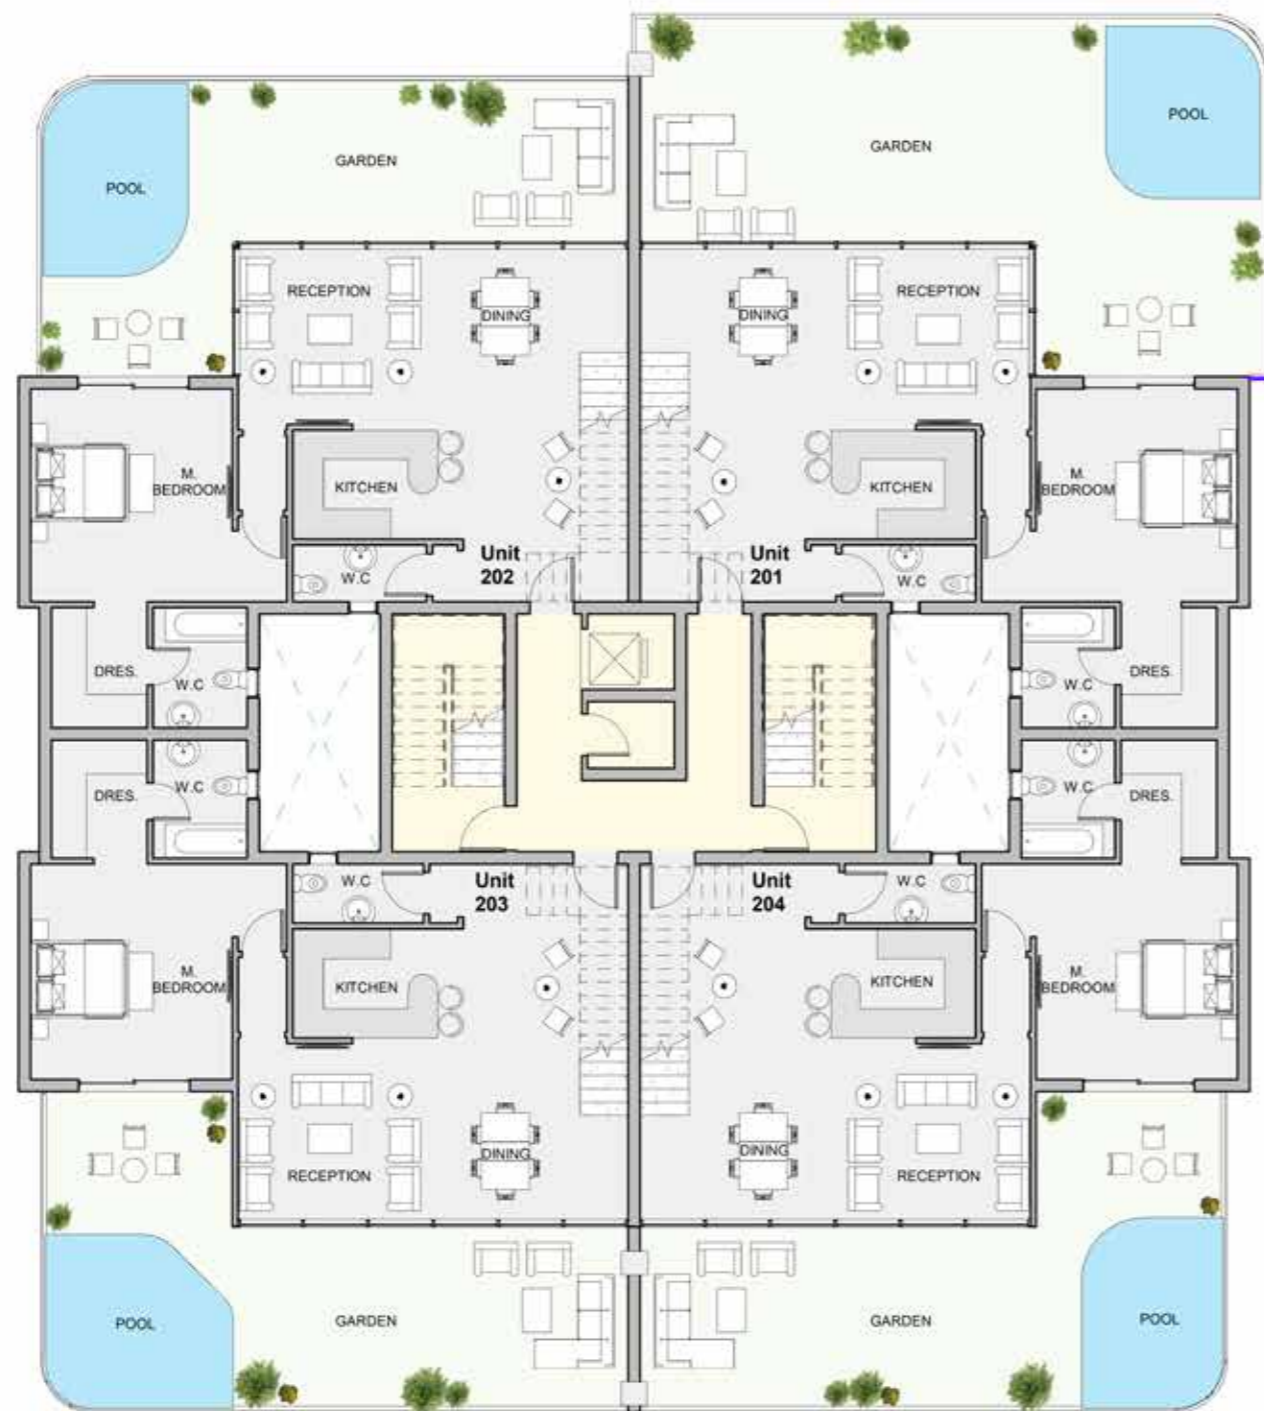 POOL
GARDEN
GARDEN
POOL
RECEPTION
DINING
DINING
RECEPTION
M.
BEDROOM
KITCHEN
KITCHEN
M.
BEDROOM
W.C
Unit
202
Unit
201
W.C
DRES.
W.C
W.C
DRES.
DRES.
W.C
W.C
DRES.
W.C
Unit
203
Unit
204
W.C
M.
BEDROOM
KITCHEN
KITCHEN
M.
BEDROOM
RECEPTION
DINING
DINING
RECEPTION
POOL
GARDEN
GARDEN
POOL